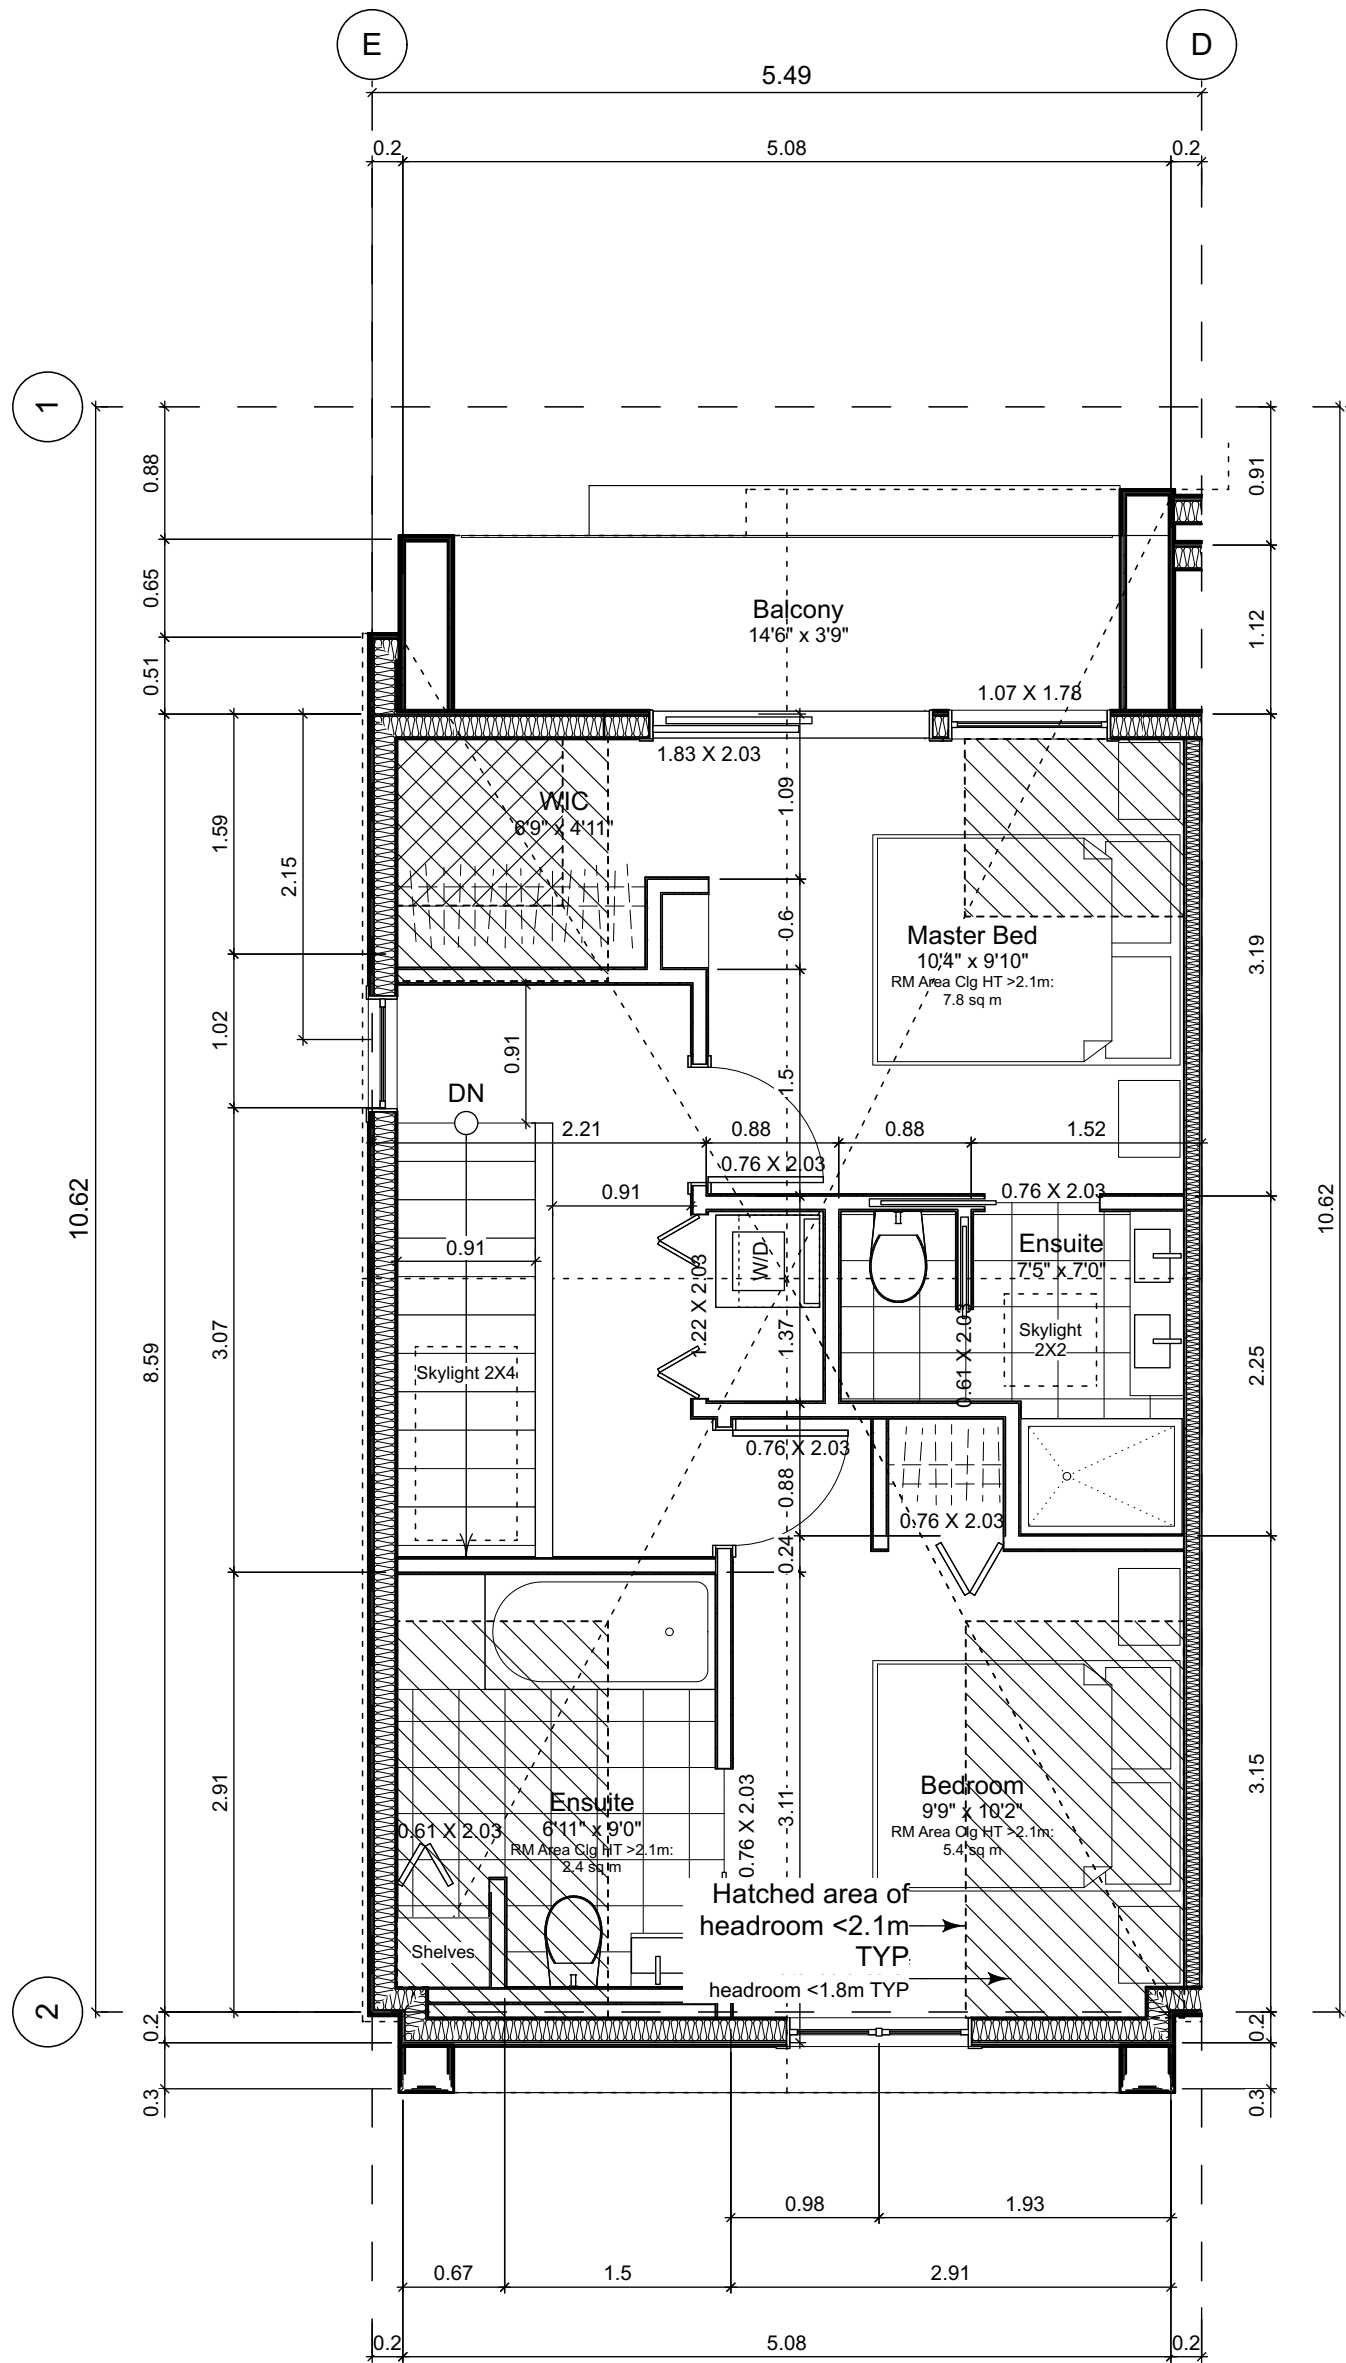 E
D
5.49
0.2
5.08
0.2
1
0.88
0.91
0.65
Balcony
14'6" x 3'9"
1.12
0.51
1.07 X 1.78
1.83 X 2.03
1.09
WIC
6'9" x 4'11"
1.59
2.15
0.6
Master Bed
10'4" x 9'10"
RM Area Clg HT >2.1m:
7.8 sq m
3.19
1.02
0.91
1.5
DN
2.21
0.88
0.88
1.52
0.76 X 2.03
0.91
0.76 X 2.03
10.62
10.62
0.91
W/D
Ensuite
7'5" x 7'0"
1.22 X 2.03
1.37
0.61 X 2.03
Skylight
2X2
3.07
8.59
Skylight 2X4
2.25
0.76 X 2.03
0.88
0.76 X 2.03
0.24
2.91
3.15
Ensuite
6'11" x 9'0"
RM Area Clg HT >2.1m:
2.4 sq m
0.61 X 2.03
0.76 X 2.03
3.11
Bedroom
9'9" x 10'2"
RM Area Clg HT >2.1m:
5.4 sq m
Hatched area of
headroom <2.1m
TYP
headroom <1.8m TYP
Shelves
2
0.2
0.2
0.3
0.3
0.98
1.93
0.67
1.5
2.91
0.2
5.08
0.2